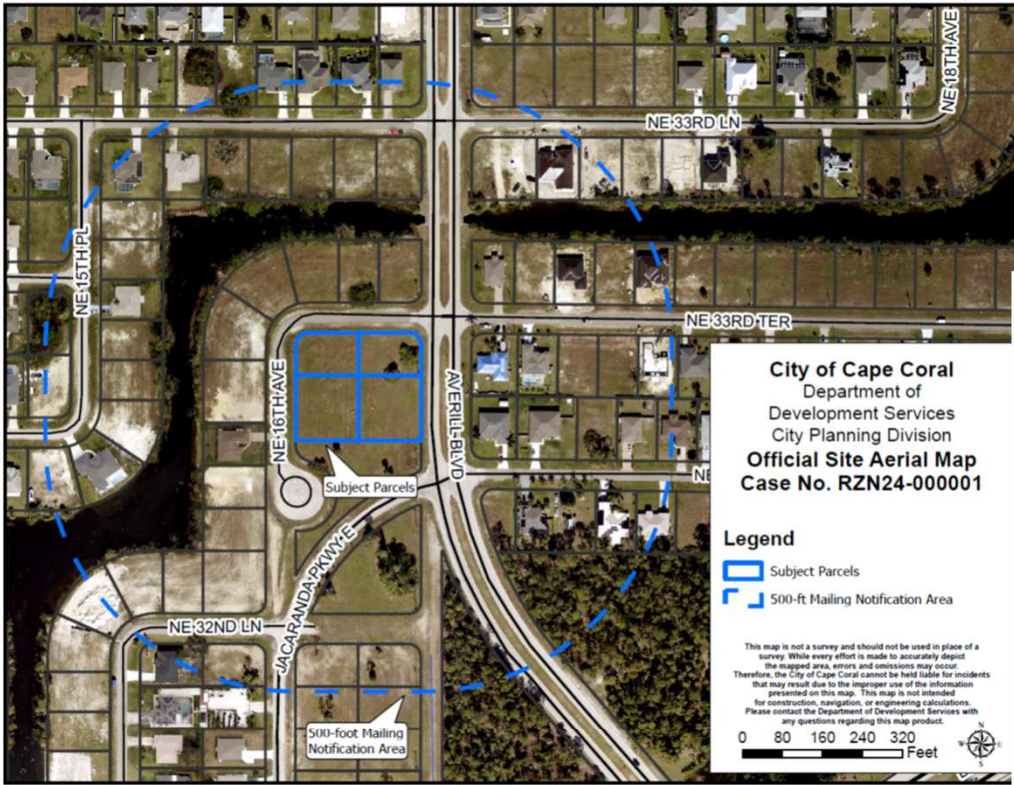 NE 18TH AVE
NE 33RD LN
NE 15TH PL
NE 33RD TER
NE 16TH AVE
AVERILL BLVD
Subject Parcels
NE
JACARANDA PKWY E
NE 32ND LN
500-foot Mailing
Notification Area
City of Cape Coral
Department of
Development Services
City Planning Division
Official Site Aerial Map
Case No. RZN24-000001
Legend
Subject Parcels
500-ft Mailing Notification Area
This map is not a survey and should not be used in place of a
survey. While every effort is made to accurately depict
the mapped area, errors and omissions may occur.
Therefore, the City of Cape Coral cannot be held liable for incidents
that may result due to the improper use of the information
presented on this map. This map is not intended
for construction, navigation, or engineering calculations.
Please contact the Department of Development Services with
any questions regarding this map product.
N
W E
S
0 80 160 240 320
Feet